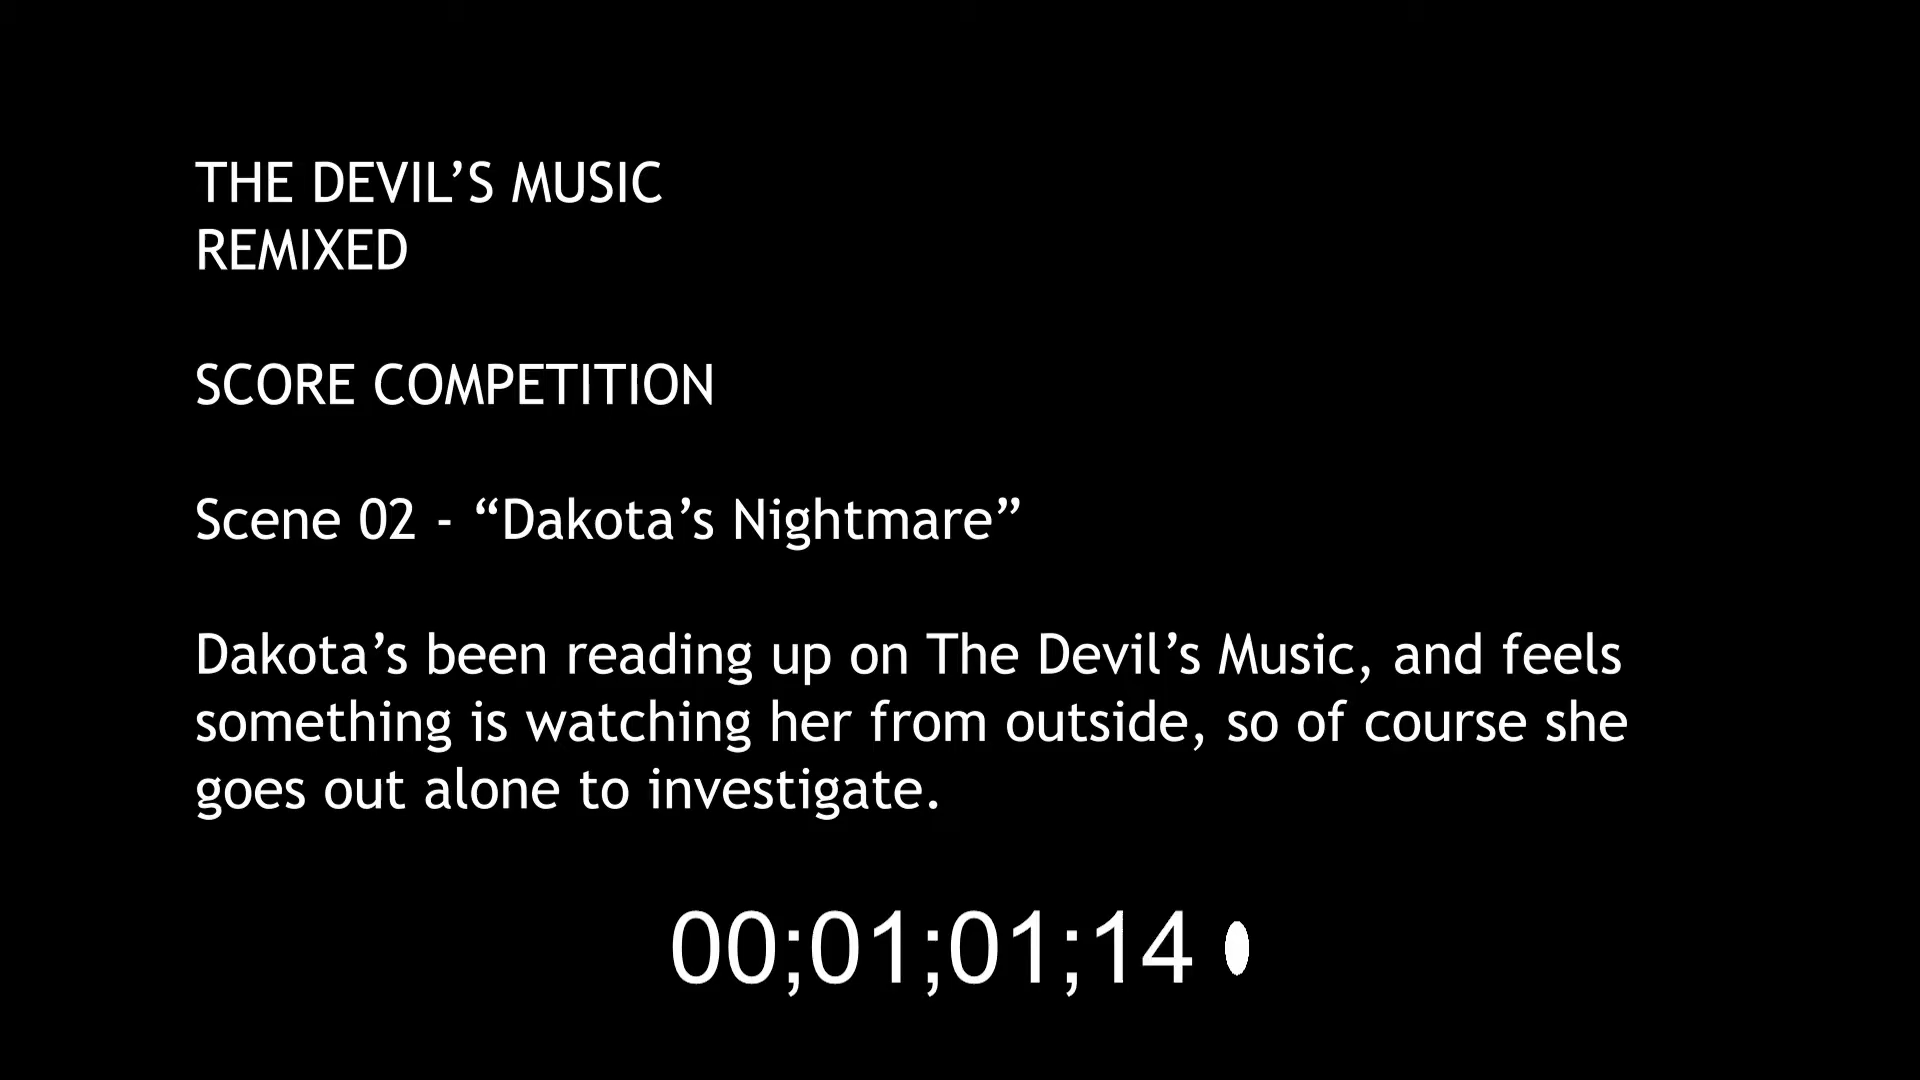 THE DEVIL’S MUSIC
REMIXED
SCORE COMPETITION
Scene 02 - “Dakota’s Nightmare”
Dakota’s been reading up on The Devil’s Music, and feels
something is watching her from outside, so of course she
goes out alone to investigate.
00;01;01;14